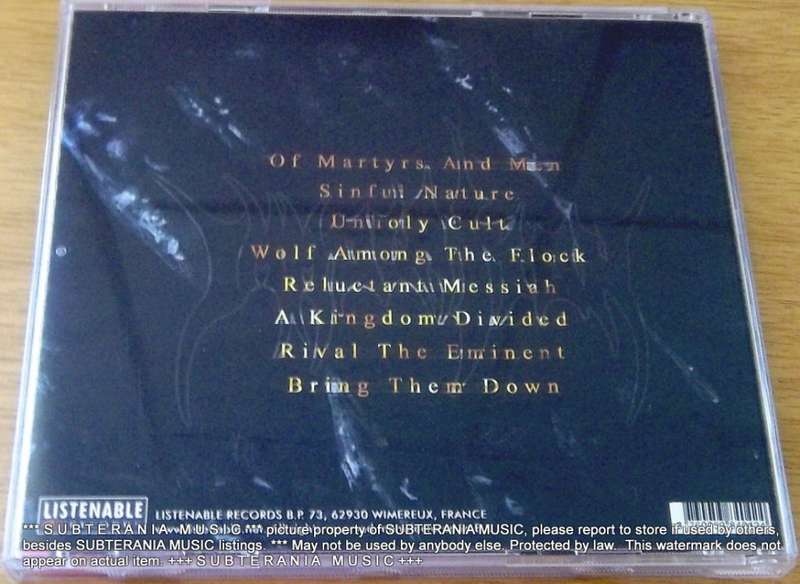 Of Martyrs And Men
Sinful Nature
Unholy Cult
Wolf Among The Flock
Reluctant Messiah
A Kingdom Divided
Rival The Eminent
Bring Them Down
LISTENABLE
LISTENABLE RECORDS B.P. 73, 62930 WIMEREUX, FRANCE
*** S U B T E R A N I A M U S I C *** picture property of SUBTERANIA MUSIC, please report to store if used by others,
besides SUBTERANIA MUSIC listings. *** May not be used by anybody else. Protected by law. This watermark does not
appear on actual item. +++ S U B T E R A N I A M U S I C +++